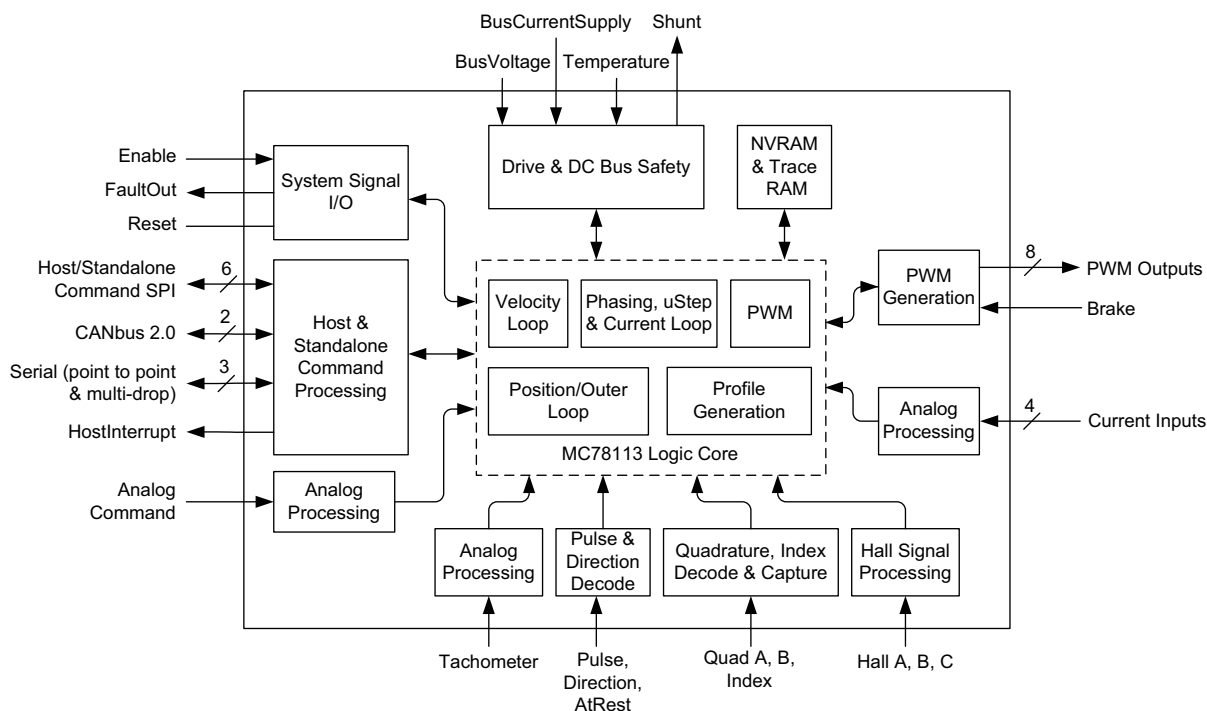 BusCurrentSupply
Shunt
BusVoltage
Temperature
Enable
FaultOut
Reset
System Signal
I/O
Drive & DC Bus Safety
NVRAM
& Trace
RAM
Host/Standalone
Command SPI
6
CANbus 2.0
2
Serial (point to point
& multi-drop)
3
HostInterrupt
Host &
Standalone
Command
Processing
Velocity
Loop
Phasing, uStep
& Current Loop
PWM
Position/Outer
Loop
Profile
Generation
MC78113 Logic Core
PWM
Generation
8
PWM Outputs
Brake
Analog
Processing
4
Current Inputs
Analog
Command
Analog
Processing
Analog
Processing
Pulse &
Direction
Decode
Quadrature, Index
Decode & Capture
Hall Signal
Processing
Tachometer
Pulse,
Direction,
AtRest
Quad A, B,
Index
Hall A, B, C